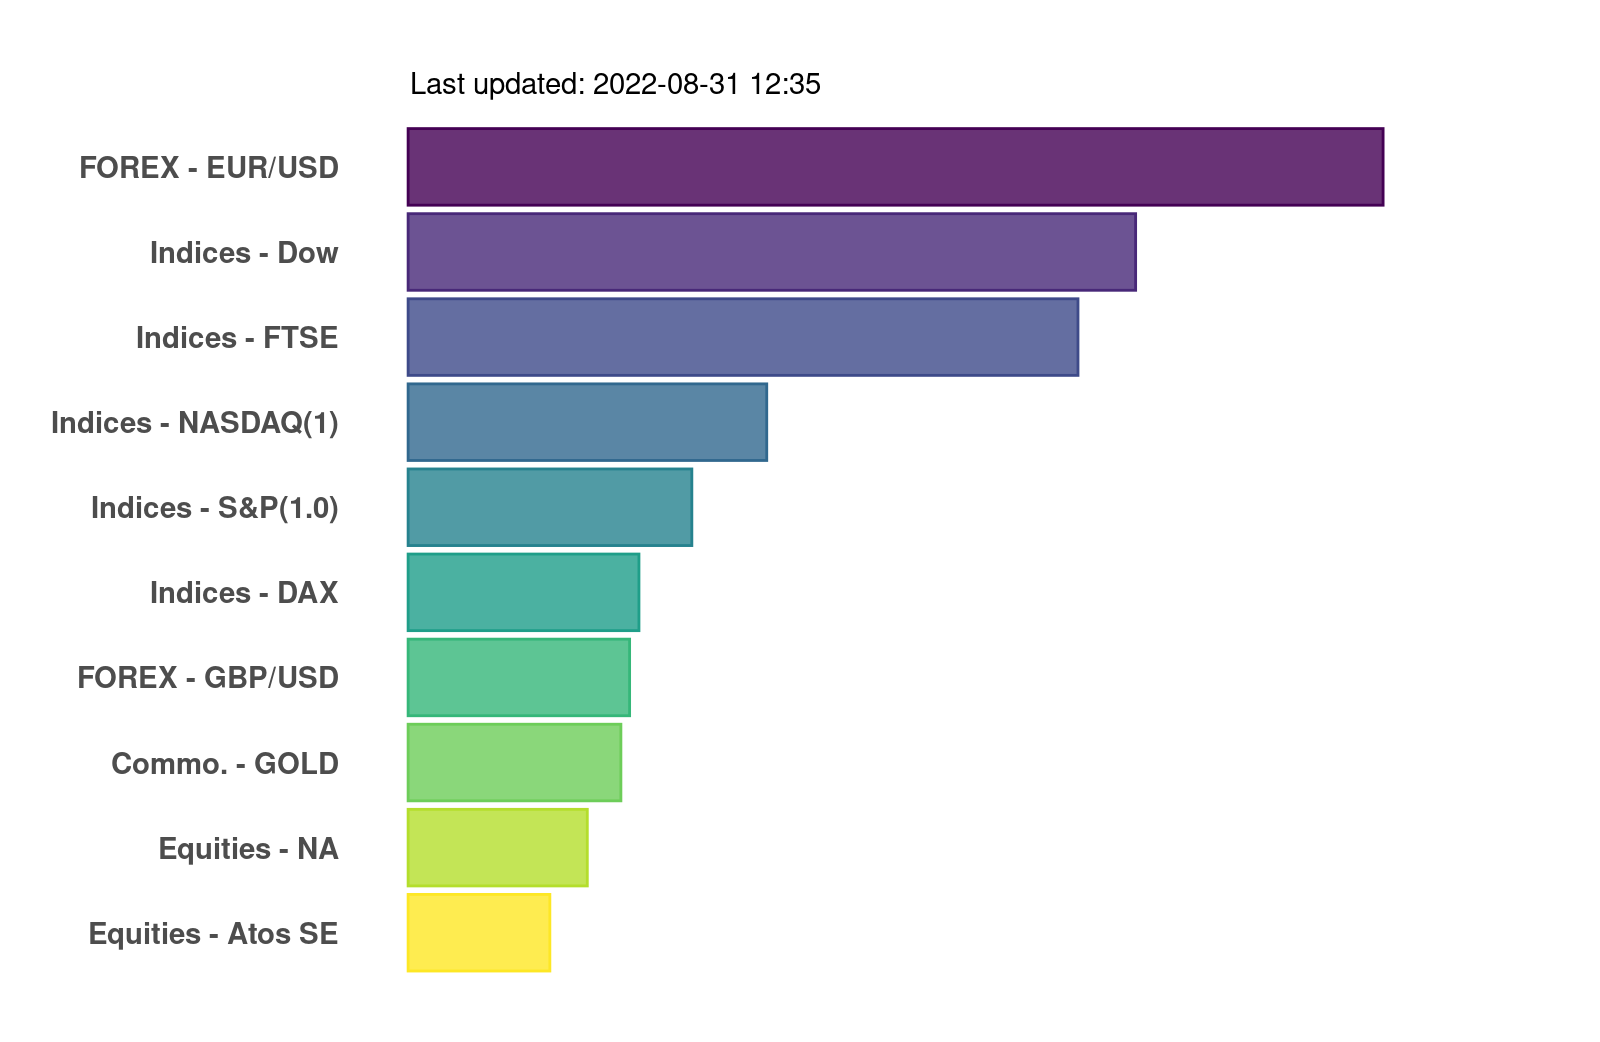 Last updated: 2022-08-31 12:35
FOREX - EUR/USD
Indices - Dow
Indices - FTSE
Indices - NASDAQ(1)
Indices - S&P(1.0)
Indices - DAX
FOREX - GBP/USD
Commo. - GOLD
Equities - NA
Equities - Atos SE